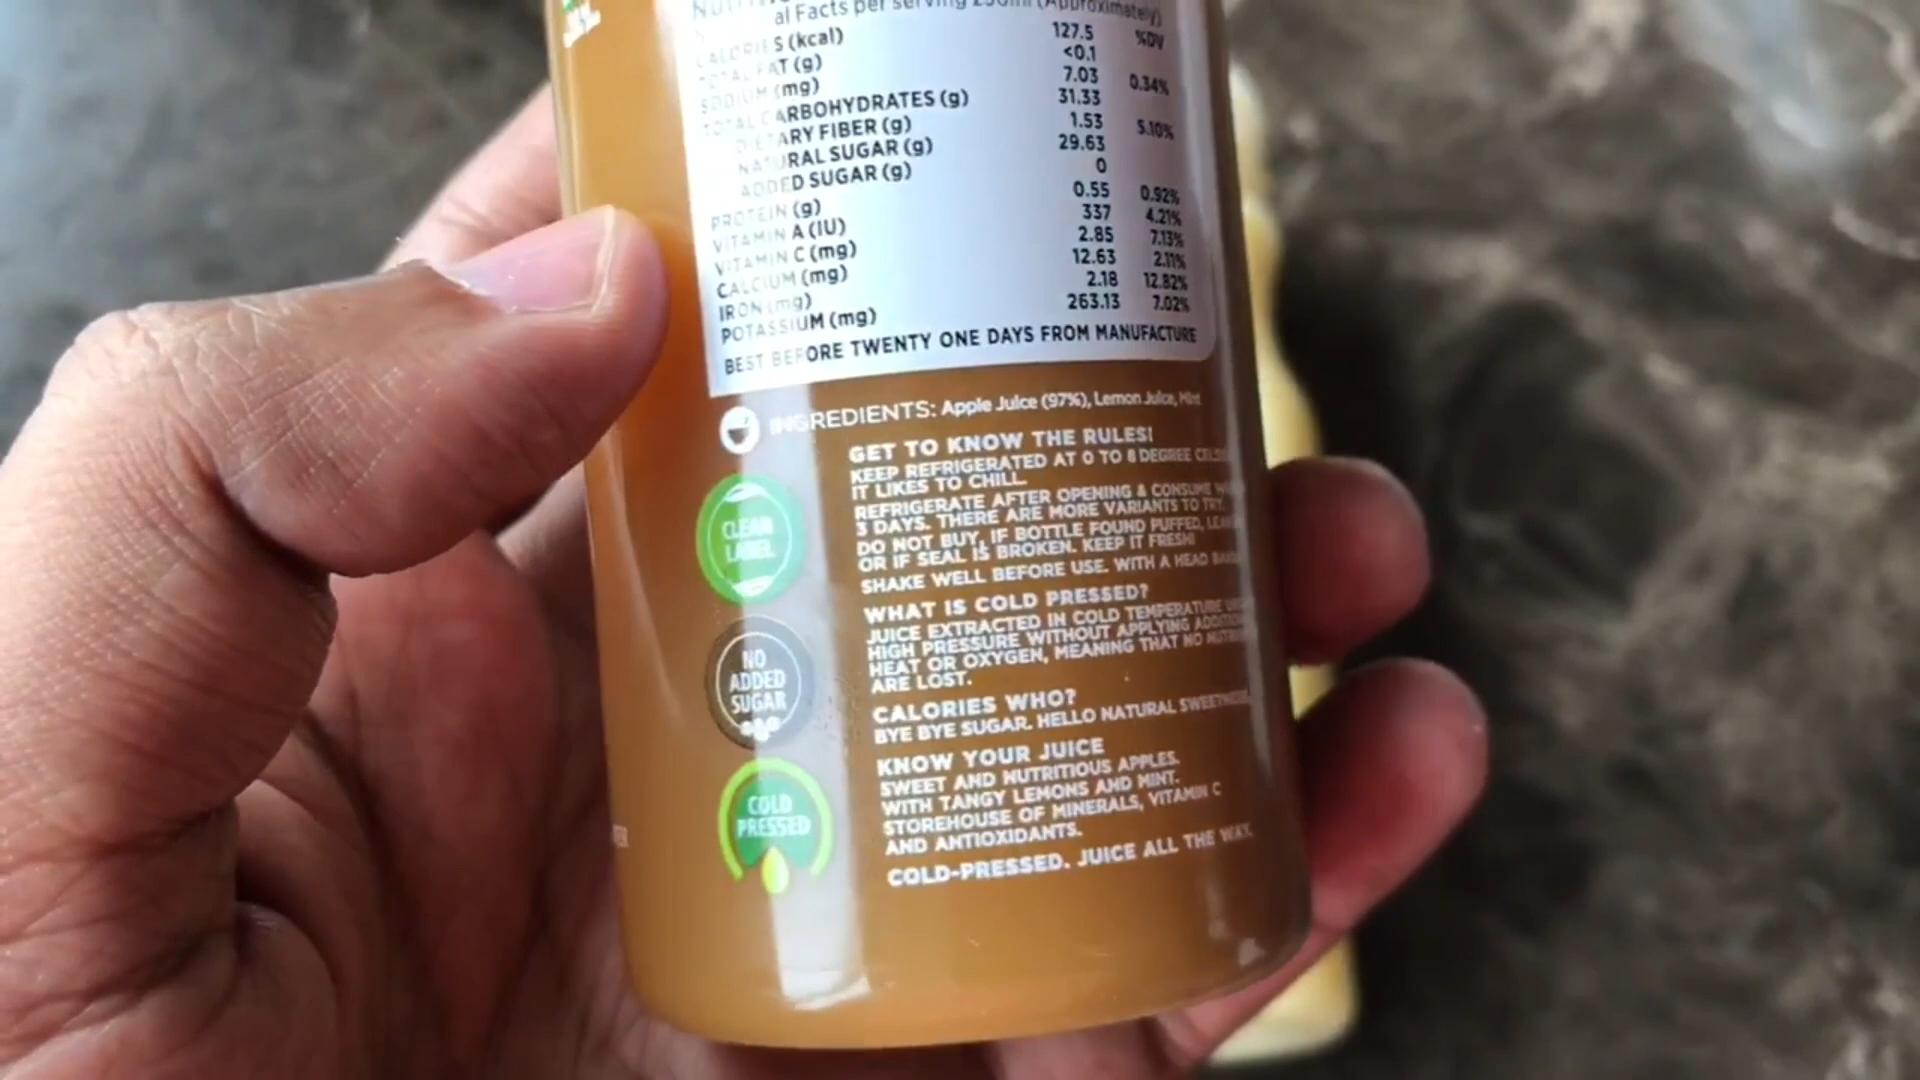 al Facts per serving 250ml (Approximately)
%DV
CALORIES (kcal) 127.5
TOTAL FAT (g) <0.1
SODIUM (mg) 7.03 0.34%
TOTAL CARBOHYDRATES (g) 31.33
DIETARY FIBER (g) 1.53 5.10%
NATURAL SUGAR (g) 29.63
ADDED SUGAR (g) 0
PROTEIN (g) 0.55 0.92%
VITAMIN A (IU) 337 4.21%
VITAMIN C (mg) 2.85 7.13%
CALCIUM (mg) 12.63 2.11%
IRON (mg) 2.18 12.82%
POTASSIUM (mg) 263.13 7.02%
BEST BEFORE TWENTY ONE DAYS FROM MANUFACTURE
INGREDIENTS: Apple Juice (97%), Lemon Juice, Mint
GET TO KNOW THE RULES!
KEEP REFRIGERATED AT 0 TO 8 DEGREE
IT LIKES TO CHILL.
REFRIGERATE AFTER OPENING & CONSUME
3 DAYS. THERE ARE MORE VARIANTS TO TRY.
DO NOT BUY, IF BOTTLE FOUND PUFFED,
OR IF SEAL IS BROKEN. KEEP IT FRESH!
SHAKE WELL BEFORE USE. WITH A HEAD
WHAT IS COLD PRESSED?
JUICE EXTRACTED IN COLD TEMPERATURE
HIGH PRESSURE WITHOUT APPLYING
HEAT OR OXYGEN, MEANING THAT NO
ARE LOST.
CALORIES WHO?
BYE BYE SUGAR. HELLO NATURAL
KNOW YOUR JUICE
SWEET AND NUTRITIOUS APPLES.
WITH TANGY LEMONS AND MINT.
STOREHOUSE OF MINERALS, VITAMIN C
AND ANTIOXIDANTS.
COLD-PRESSED. JUICE ALL THE WAY.
CLEAN
LABEL
NO
ADDED
SUGAR
COLD
PRESSED